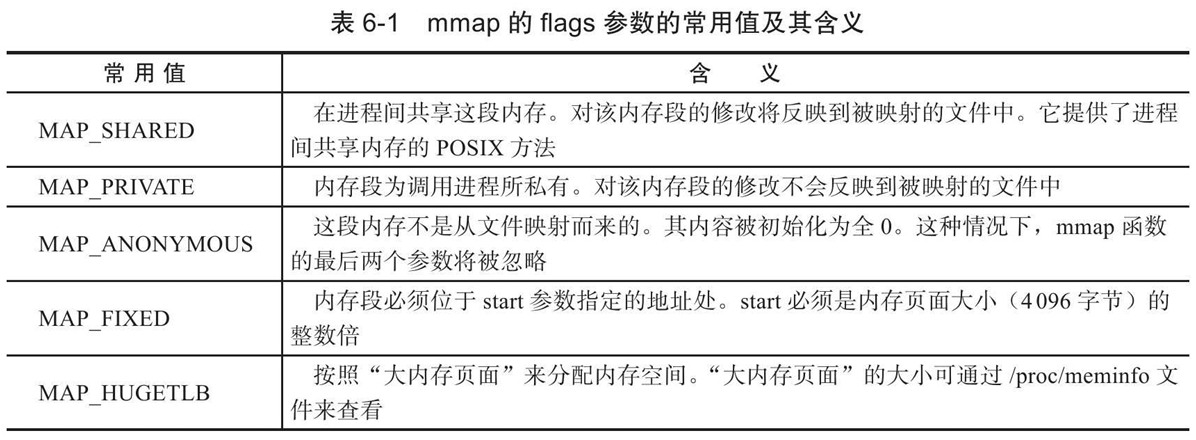 表 6-1 mmap 的 flags 参数的常用值及其含义
常用值 含义
MAP_SHARED 在进程间共享这段内存。对该内存段的修改将反映到被映射的文件中。它提供了进程
间共享内存的 POSIX 方法
MAP_PRIVATE 内存段为调用进程所私有。对该内存段的修改不会反映到被映射的文件中
MAP_ANONYMOUS 这段内存不是从文件映射而来的。其内容被初始化为全 0。这种情况下，mmap 函数
的最后两个参数将被忽略
MAP_FIXED 内存段必须位于 start 参数指定的地址处。start 必须是内存页面大小（4096 字节）的
整数倍
MAP_HUGETLB 按照“大内存页面”来分配内存空间。“大内存页面”的大小可通过 /proc/meminfo 文
件来查看